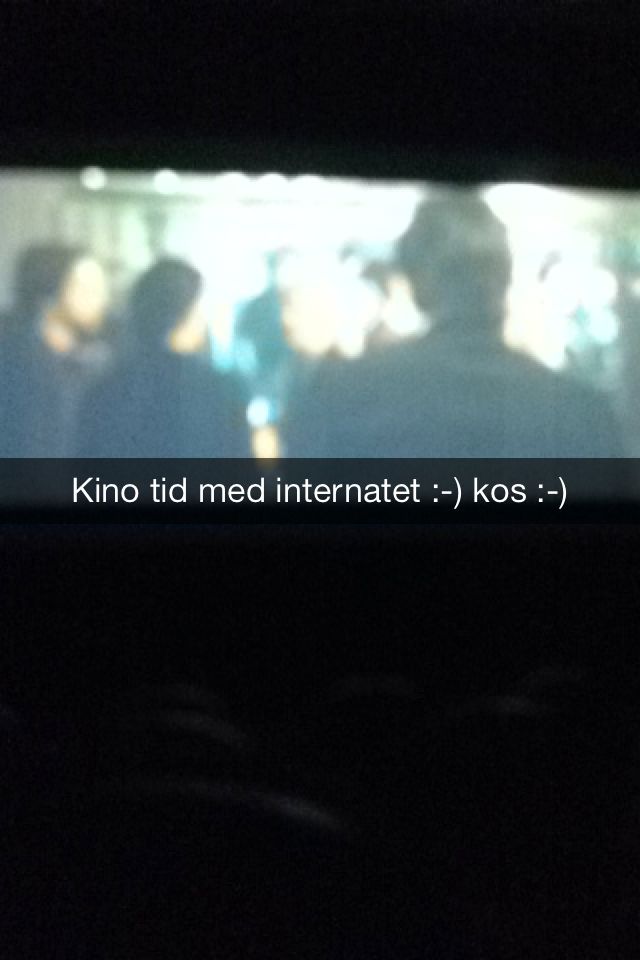 Kino tid med internatet :-) kos :-)